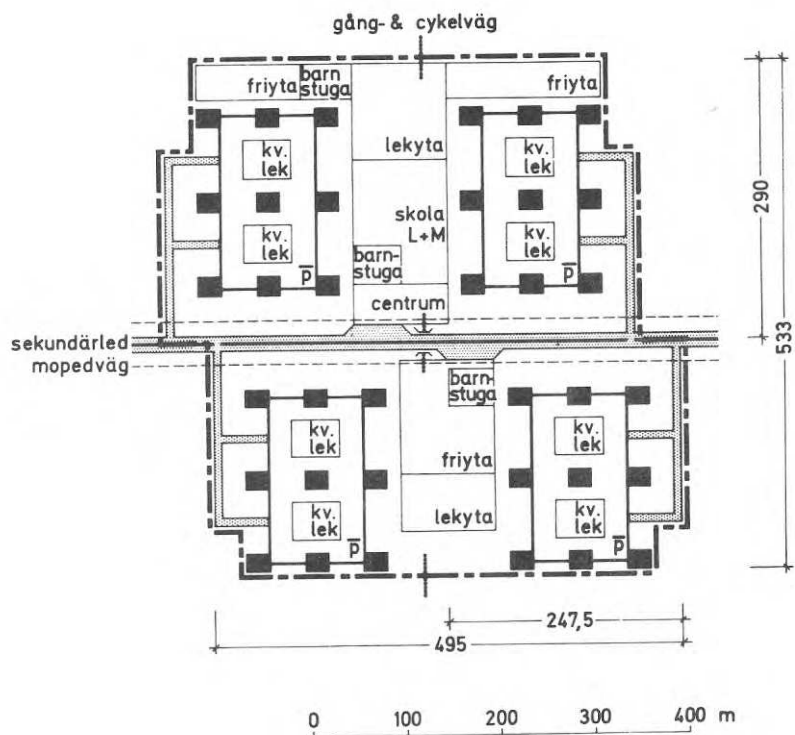 gång- & cykelväg
friyta
barn
stuga
friyta
kv.
lek
lekyta
kv.
lek
skola
L+M
kv.
lek
kv.
lek
barn-
stuga
p̅
p̅
centrum
290
533
sekundärled
mopedväg
barn-
stuga
kv.
lek
kv.
lek
friyta
kv.
lek
lekyta
kv.
lek
p̅
p̅
247,5
495
0 100 200 300 400 m